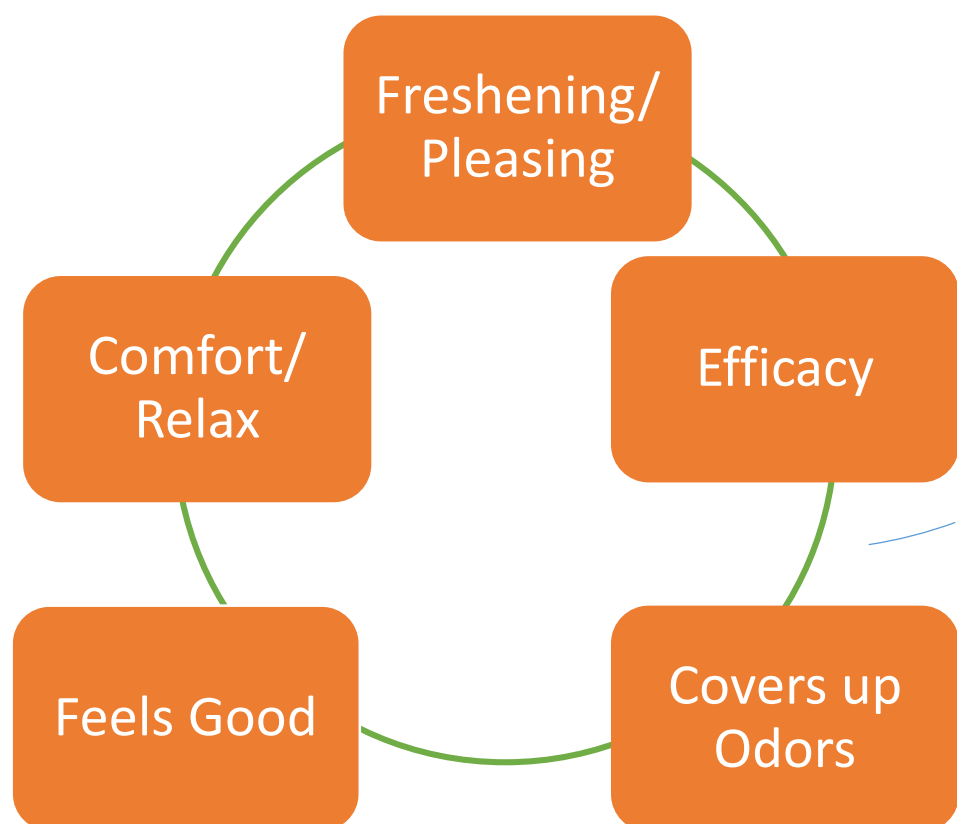 Freshening/
Pleasing
Efficacy
Covers up
Odors
Feels Good
Comfort/
Relax